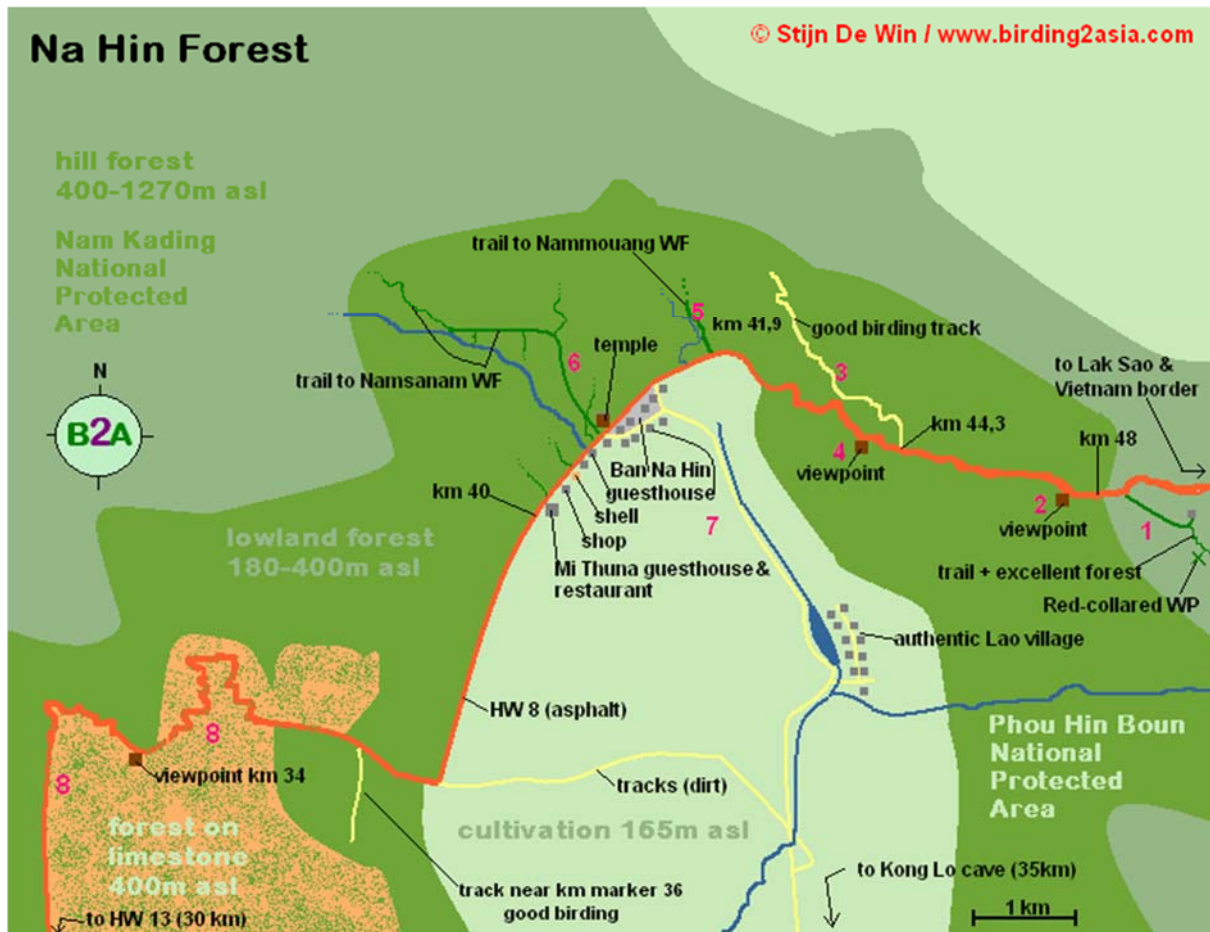 Na Hin Forest
© Stijn De Win / www.birding2asia.com
hill forest
400-1270m asl
Nam Kading
National
Protected
Area
N
B2A
trail to Nammouang WF
5
km 41,9
good birding track
3
6
temple
trail to Namsanam WF
to Lak Sao &
Vietnam border
km 44,3
km 48
4
viewpoint
2
viewpoint
1
trail + excellent forest
Red-collared WP
Ban Na Hin
guesthouse
km 40
shell
shop
7
Mi Thuna guesthouse &
restaurant
lowland forest
180-400m asl
authentic Lao village
HW 8 (asphalt)
Phou Hin Boun
National
Protected
Area
8
8
viewpoint km 34
tracks (dirt)
forest on
limestone
400m asl
cultivation 165m asl
track near km marker 36
good birding
to Kong Lo cave (35km)
to HW 13 (30 km)
1 km